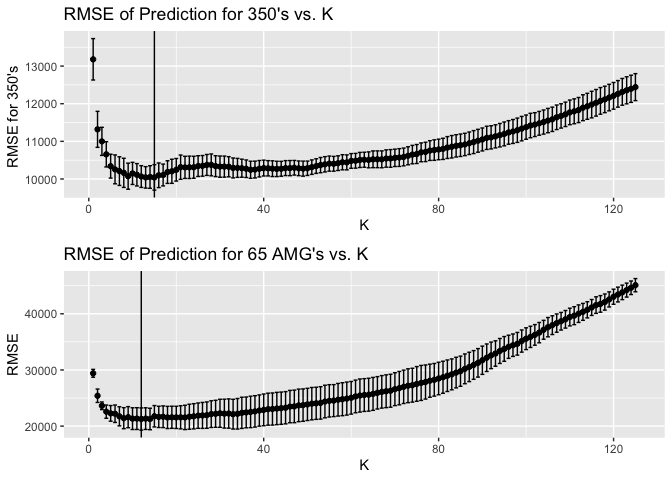 RMSE of Prediction for 350's vs. K
RMSE for 350's
13000
12000
11000
10000
0 40 80 120
K
RMSE of Prediction for 65 AMG's vs. K
RMSE
40000
30000
20000
0 40 80 120
K